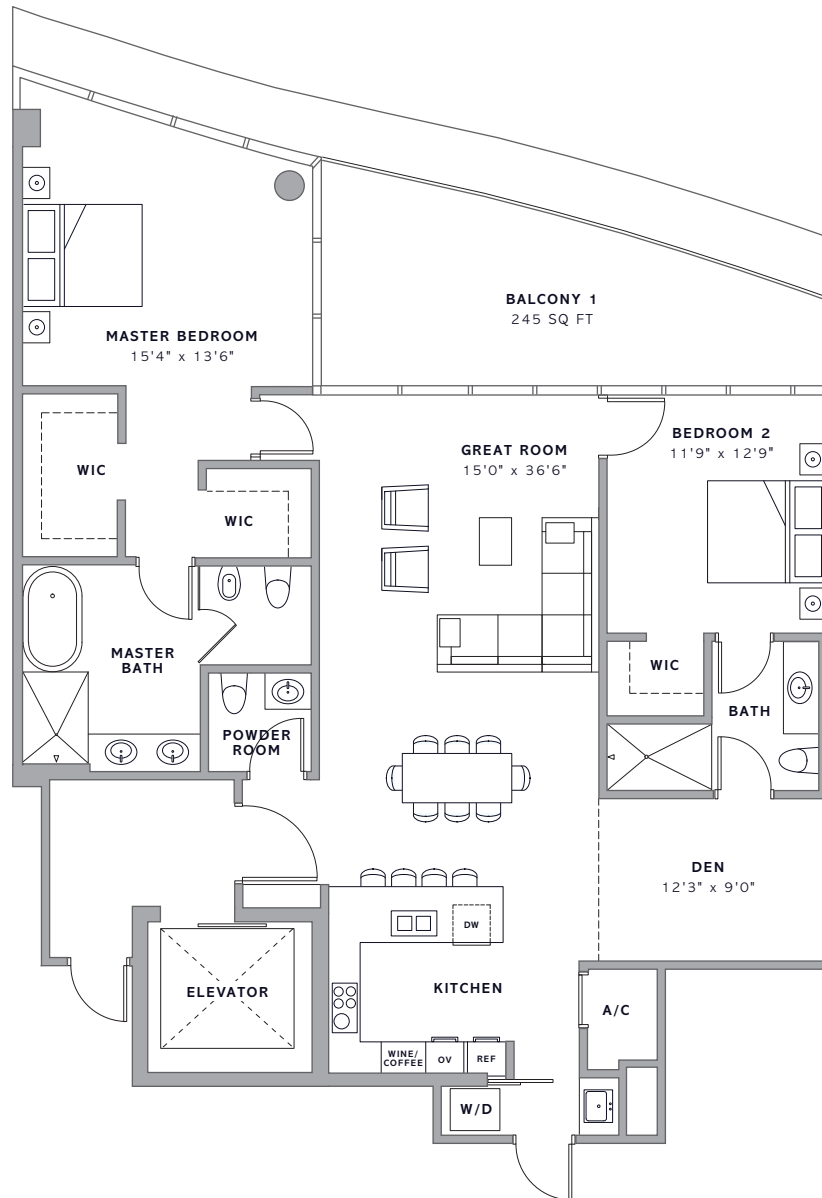 BALCONY 1
245 SQ FT
MASTER BEDROOM
15'4" x 13'6"
GREAT ROOM
15'0" x 36'6"
BEDROOM 2
11'9" x 12'9"
WIC
WIC
MASTER
BATH
WIC
BATH
POWDER
ROOM
DEN
12'3" x 9'0"
DW
ELEVATOR
KITCHEN
A/C
WINE/
COFFEE
OV
REF
W/D